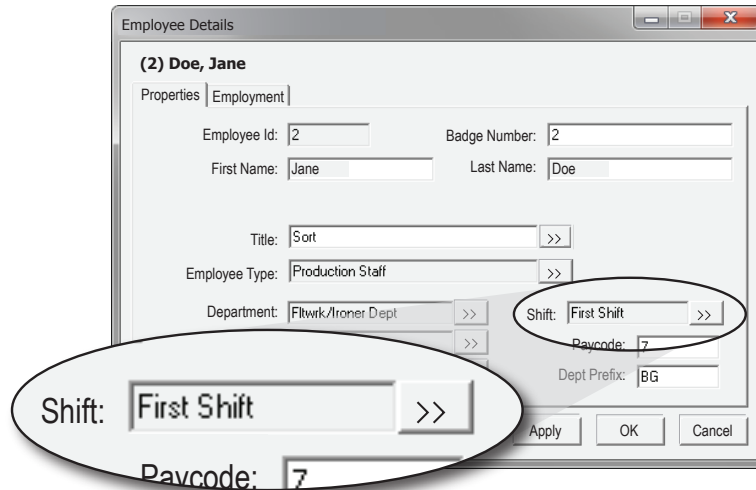 Employee Details
(2) Doe, Jane
Properties Employment
Employee Id: 2 Badge Number: 2
First Name: Jane Last Name: Doe
Title: Sort >>
Employee Type: Production Staff >>
Department: Fltwrk/Ironer Dept >> Shift: First Shift >>
>> Paycode: 7
Dept Prefix: BG
Shift: First Shift >>
Paycode: 7
Apply OK Cancel